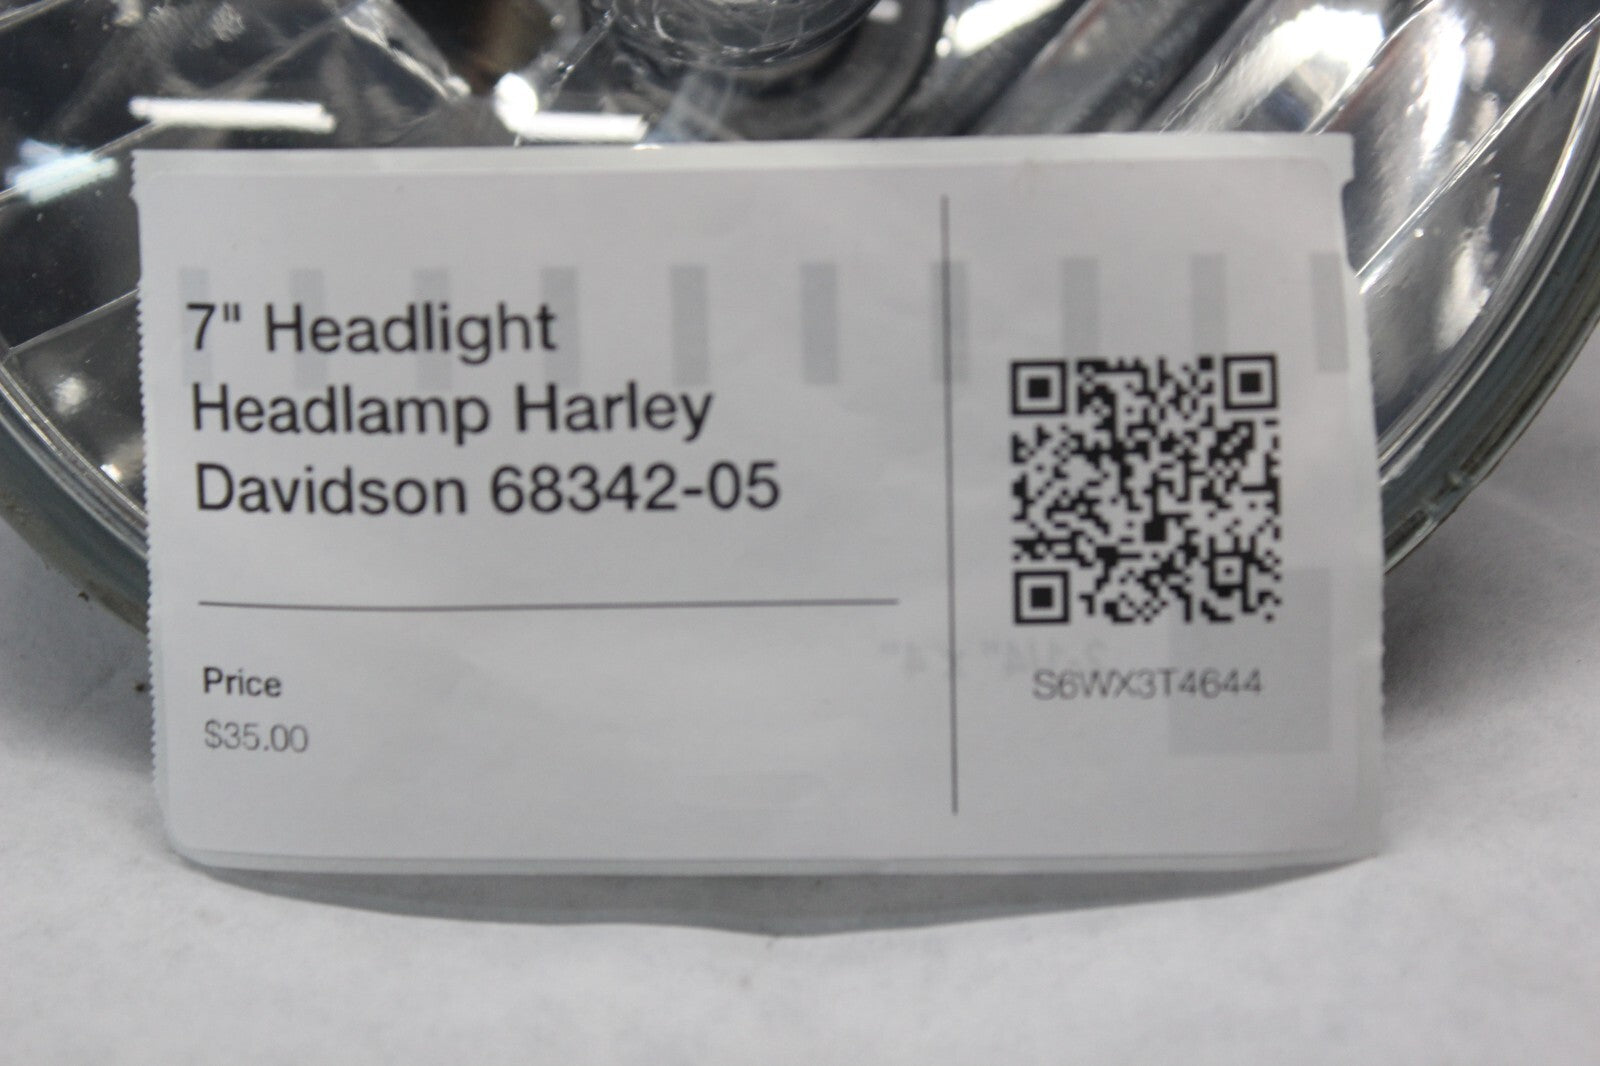 7" Headlight
Headlamp Harley
Davidson 68342-05
Price
$35.00
S6WX3T4644